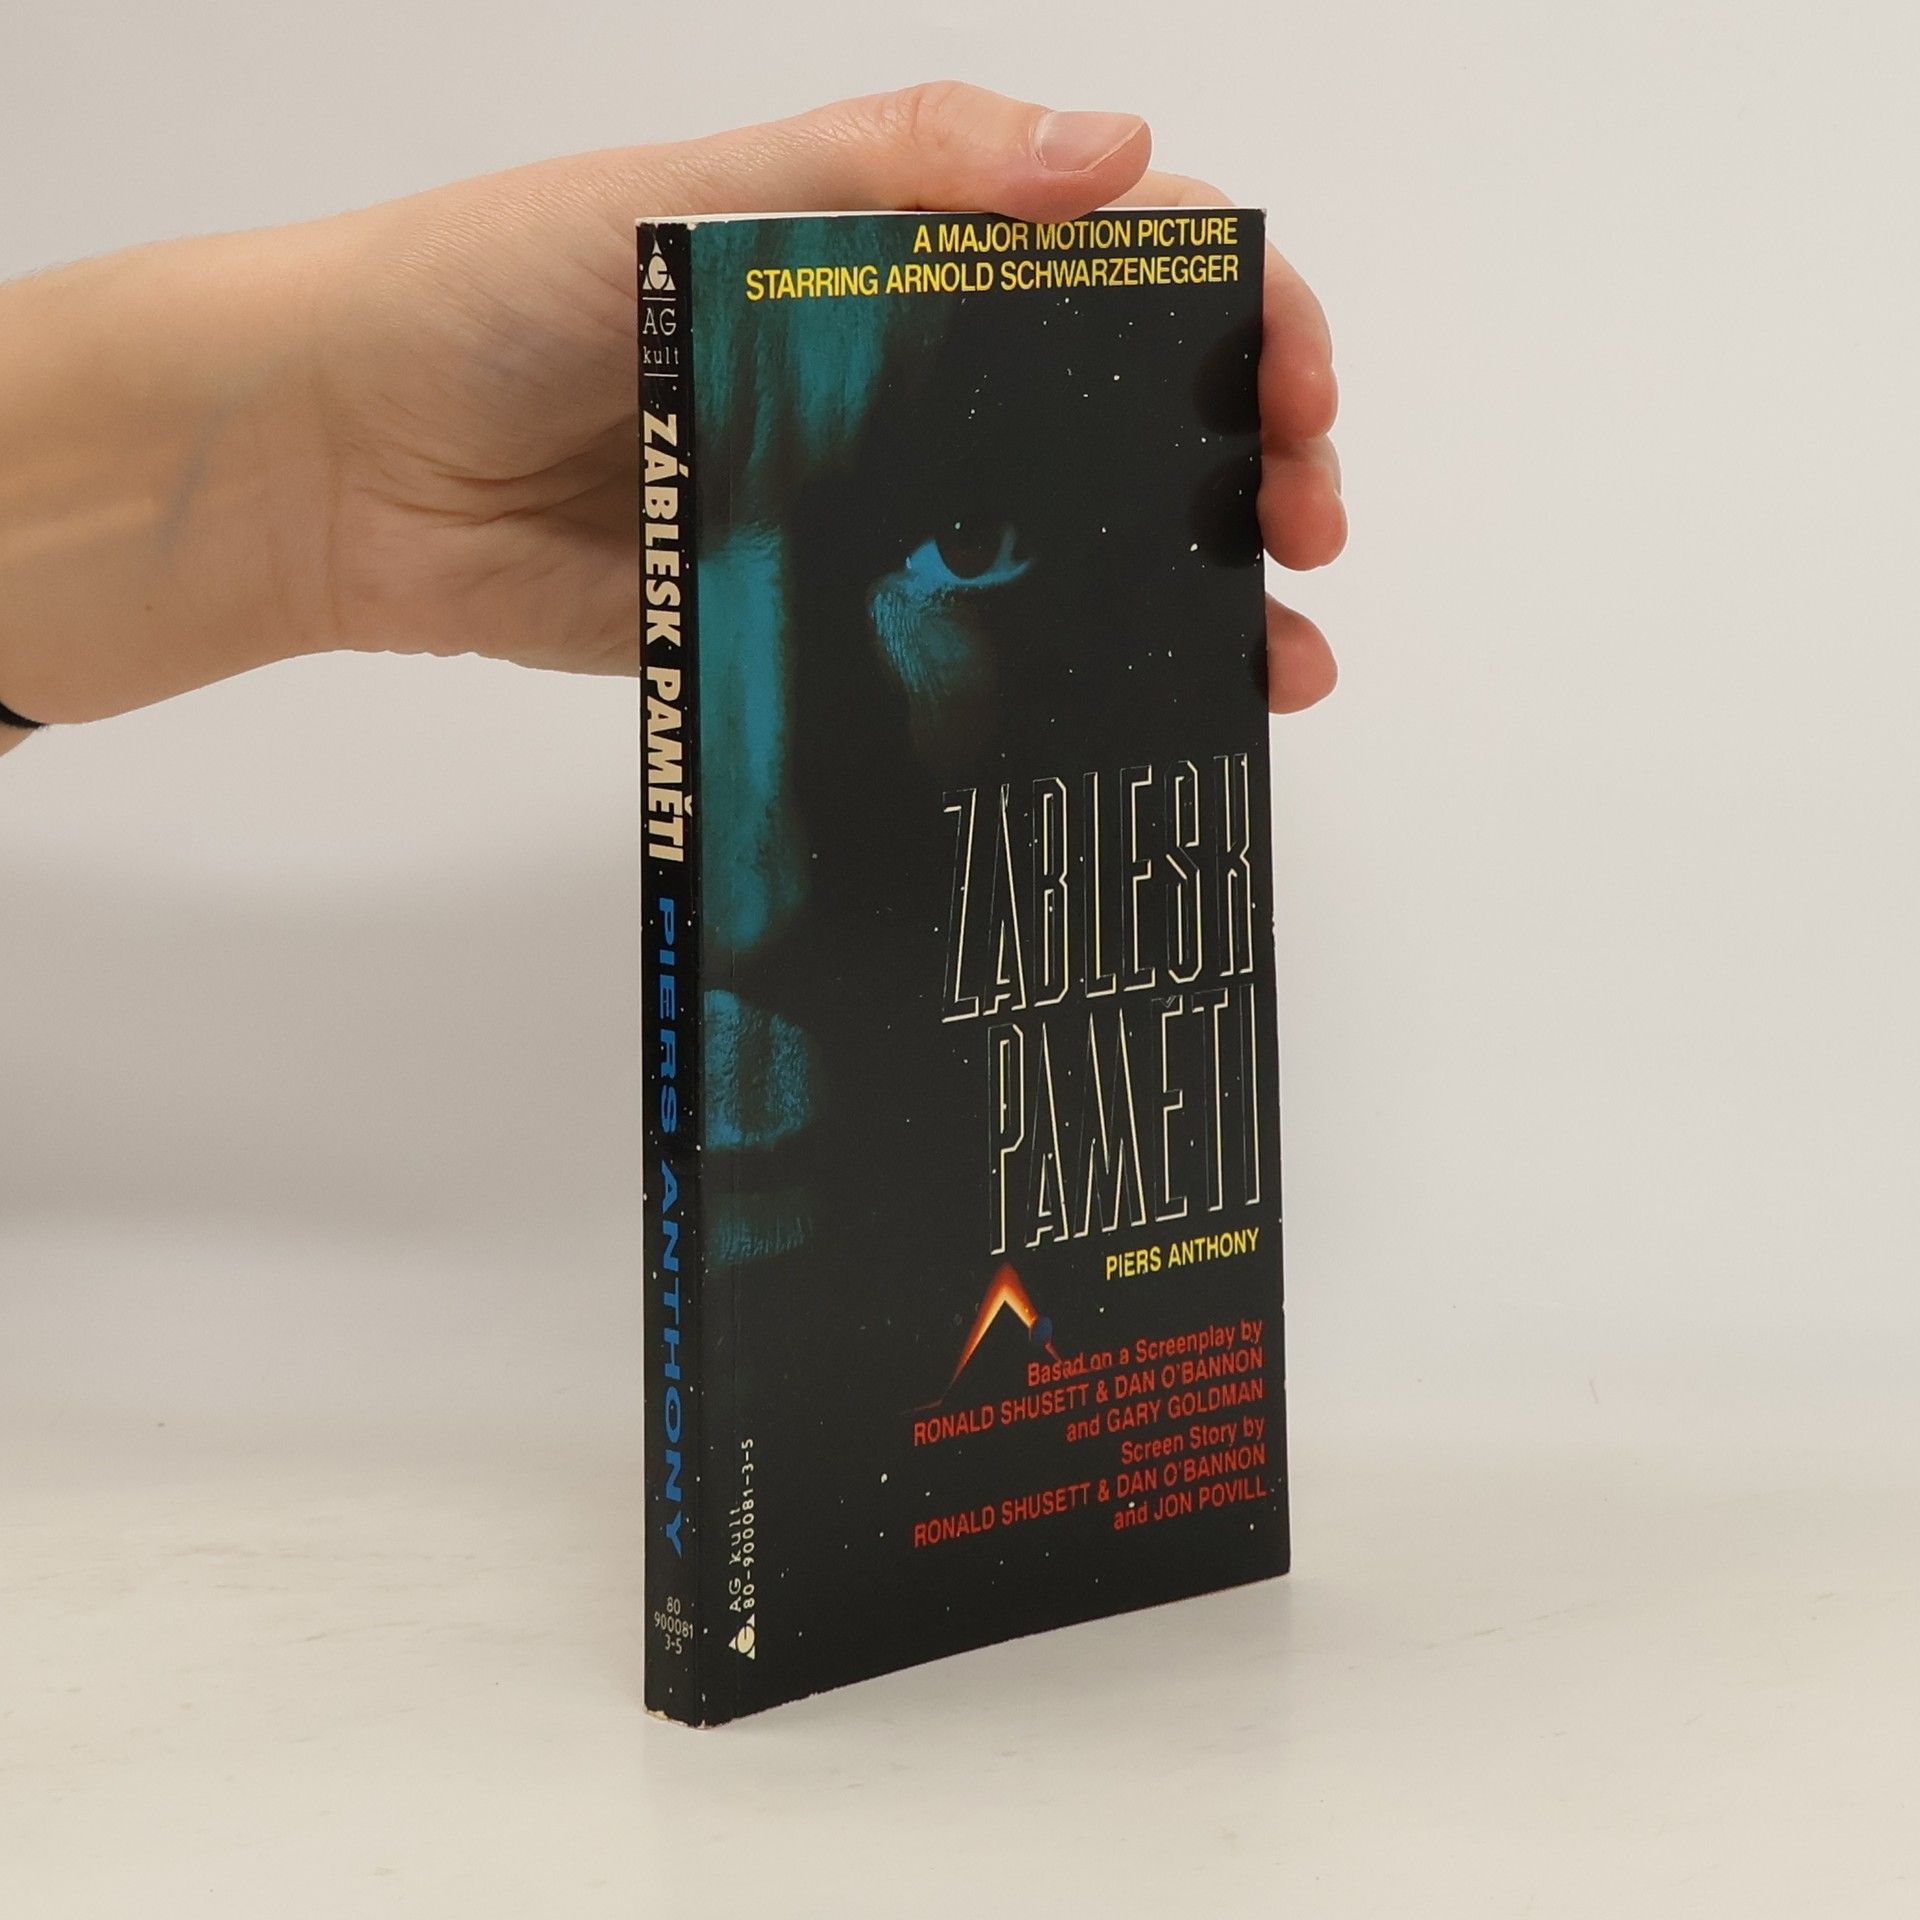 A MAJOR MOTION PICTURE
STARRING ARNOLD SCHWARZENEGGER
ZÁBLESK
PAMĚTI
PIERS ANTHONY
Based on a Screenplay by
RONALD SHUSETT & DAN O'BANNON
and GARY GOLDMAN
Screen Story by
RONALD SHUSETT & DAN O'BANNON
and JON POVILL
AG kult
80-900081-3-5
AG
kult
ZÁBLESK PAMĚTI PIERS ANTHONY
80
900081
3-5